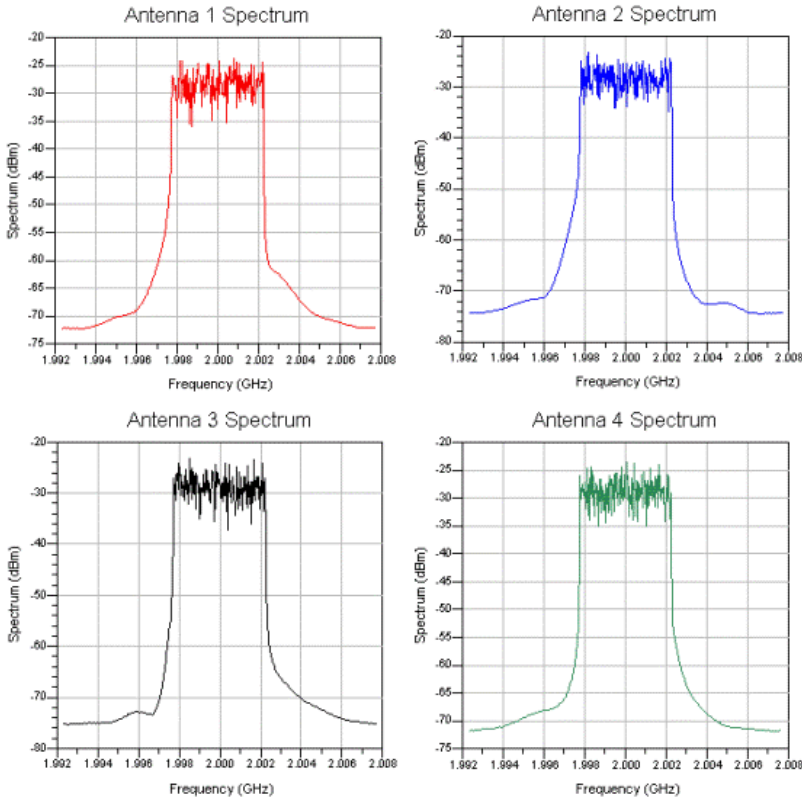 Antenna 1 Spectrum
-20
-25
-30
-35
-40
-45
-50
-55
-60
-65
-70
-75
Spectrum (dBm)
1.992 1.994 1.996 1.998 2.000 2.002 2.004 2.006 2.008
Frequency (GHz)
Antenna 2 Spectrum
-20
-30
-40
-50
-60
-70
-80
Spectrum (dBm)
1.992 1.994 1.996 1.998 2.000 2.002 2.004 2.006 2.008
Frequency (GHz)
Antenna 3 Spectrum
-20
-30
-40
-50
-60
-70
-80
Spectrum (dBm)
1.992 1.994 1.996 1.998 2.000 2.002 2.004 2.006 2.008
Frequency (GHz)
Antenna 4 Spectrum
-20
-25
-30
-35
-40
-45
-50
-55
-60
-65
-70
-75
Spectrum (dBm)
1.992 1.994 1.996 1.998 2.000 2.002 2.004 2.006 2.008
Frequency (GHz)